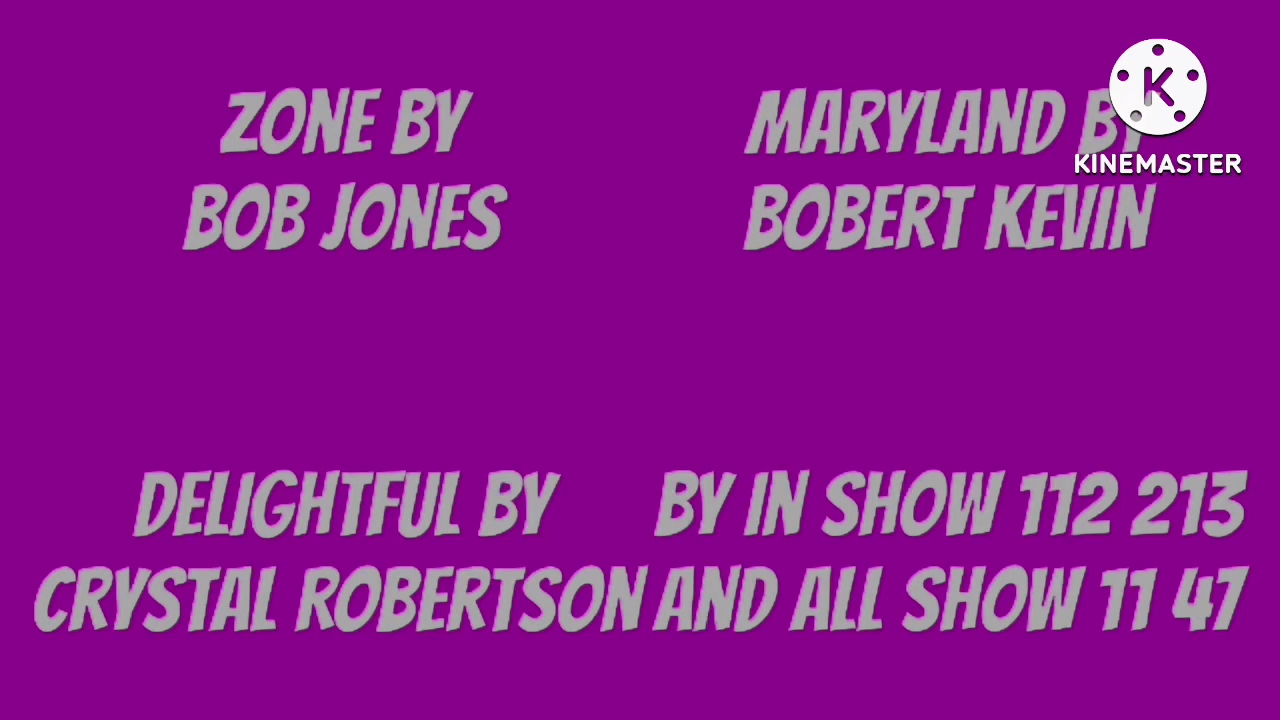 ZONE BY
BOB JONES
MARYLAND BY
BOBERT KEVIN
K
KINEMASTER
DELIGHTFUL BY
CRYSTAL ROBERTSON
BY IN SHOW 112 213
AND ALL SHOW 11 47